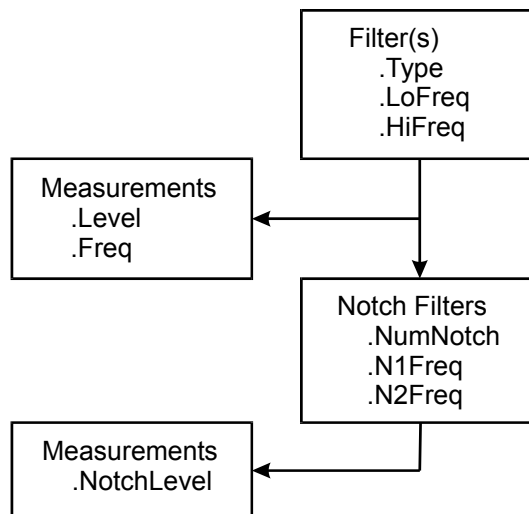 Filter(s)
.Type
.LoFreq
.HiFreq
Measurements
.Level
.Freq
Notch Filters
.NumNotch
.N1Freq
.N2Freq
Measurements
.NotchLevel